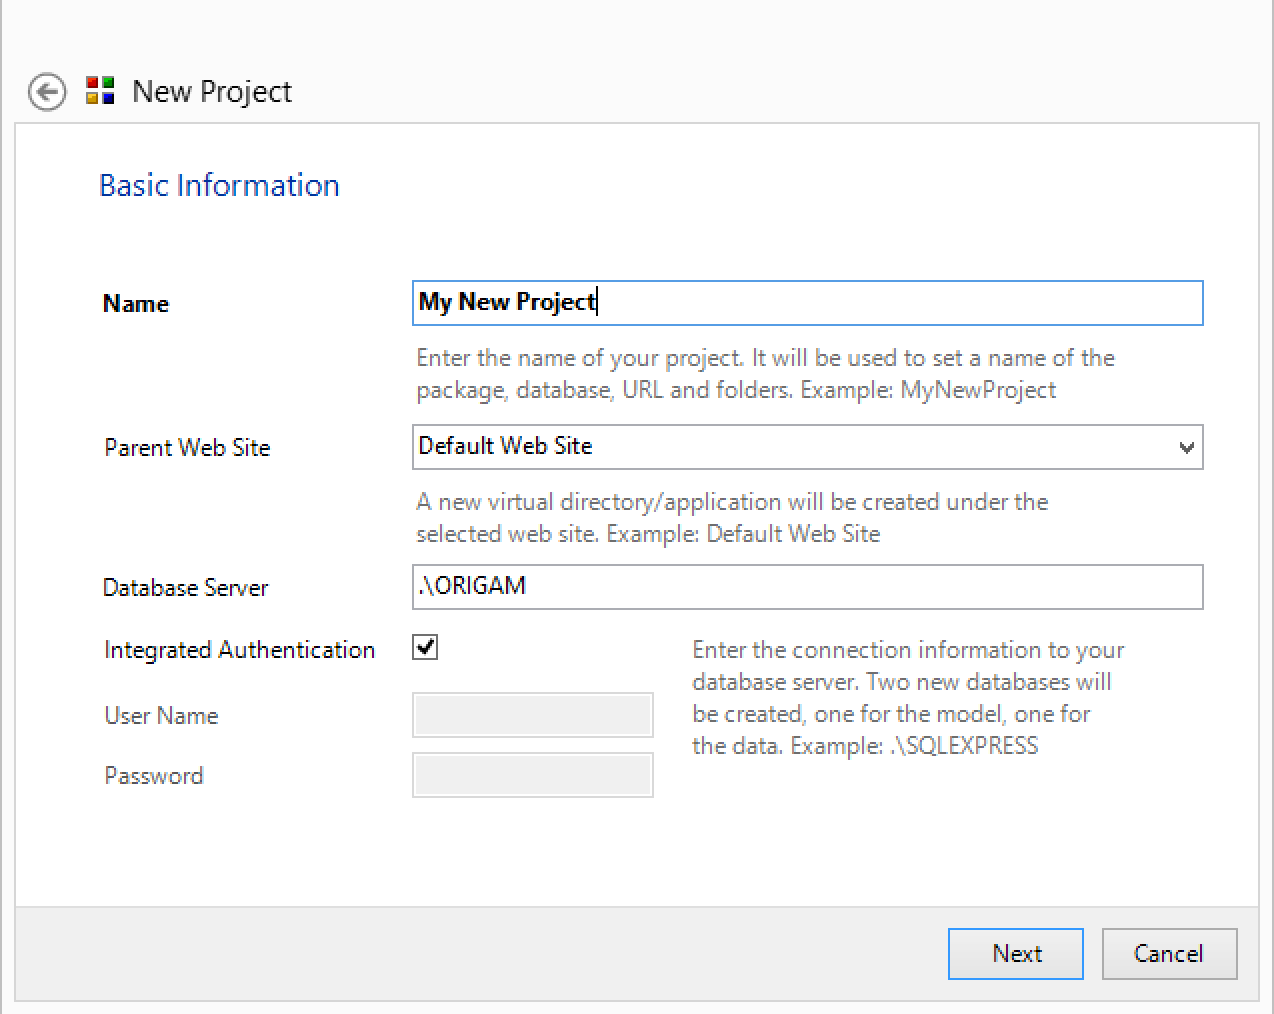 New Project
Basic Information
Name
My New Project
Enter the name of your project. It will be used to set a name of the
package, database, URL and folders. Example: MyNewProject
Parent Web Site
Default Web Site
A new virtual directory/application will be created under the
selected web site. Example: Default Web Site
Database Server
.\ORIGAM
Integrated Authentication
Enter the connection information to your
database server. Two new databases will
be created, one for the model, one for
the data. Example: .\SQLEXPRESS
User Name
Password
Next
Cancel